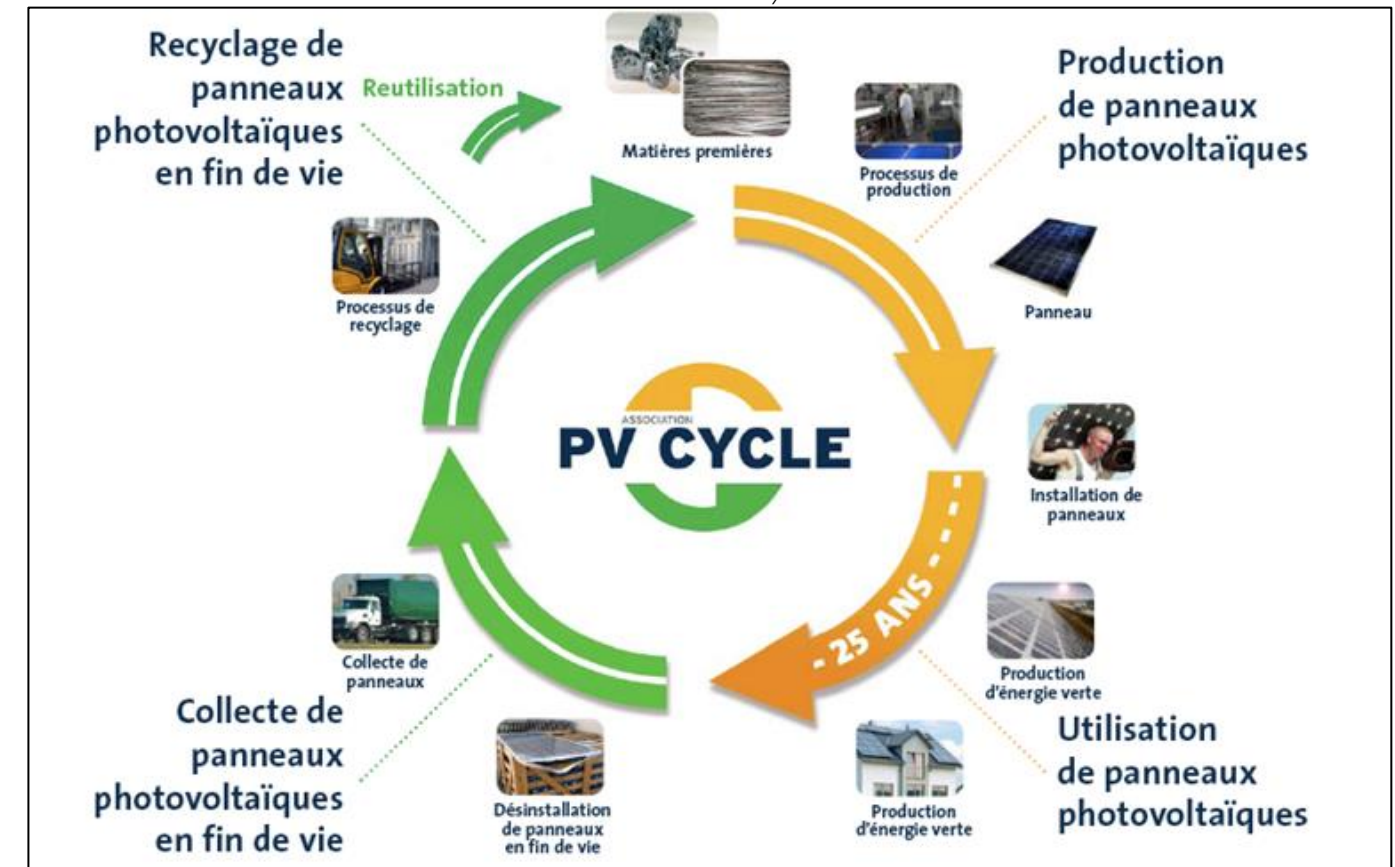 Recyclage de
panneaux
photovoltaïques
en fin de vie
Reutilisation
Matières premières
Processus de
production
Production
de panneaux
photovoltaïques
Panneau
Processus de
recyclage
ASSOCIATION
PV CYCLE
Installation de
panneaux
- 25 ANS - - - -
Production
d'énergie verte
Utilisation
de panneaux
photovoltaïques
Production
d'énergie verte
Désinstallation
de panneaux
en fin de vie
Collecte de
panneaux
Collecte de
panneaux
photovoltaïques
en fin de vie